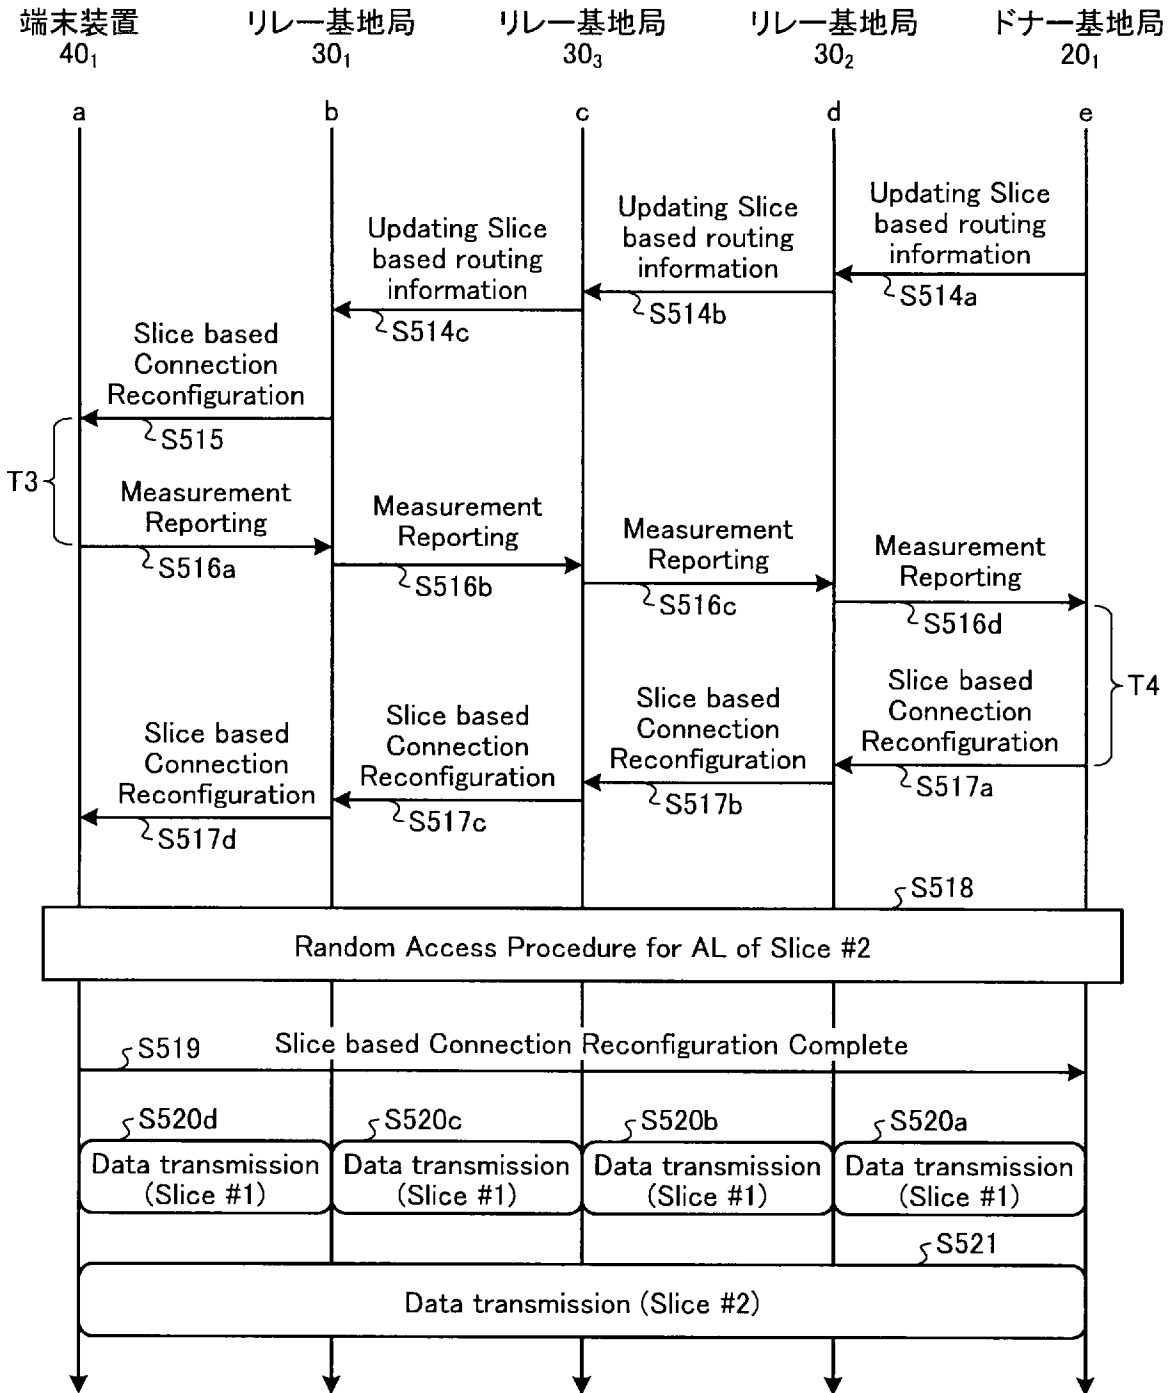 端末装置
40₁
リレー基地局
30₁
リレー基地局
30₃
リレー基地局
30₂
ドナー基地局
20₁
a
b
c
d
e
Updating Slice
based routing
information
S514a
Updating Slice
based routing
information
S514b
Updating Slice
based routing
information
S514c
Slice based
Connection
Reconfiguration
S515
T3
Measurement
Reporting
S516a
Measurement
Reporting
S516b
Measurement
Reporting
S516c
Measurement
Reporting
S516d
T4
Slice based
Connection
Reconfiguration
S517a
Slice based
Connection
Reconfiguration
S517b
Slice based
Connection
Reconfiguration
S517c
Slice based
Connection
Reconfiguration
S517d
S518
Random Access Procedure for AL of Slice #2
S519
Slice based Connection Reconfiguration Complete
S520d
Data transmission
(Slice #1)
S520c
Data transmission
(Slice #1)
S520b
Data transmission
(Slice #1)
S520a
Data transmission
(Slice #1)
S521
Data transmission (Slice #2)